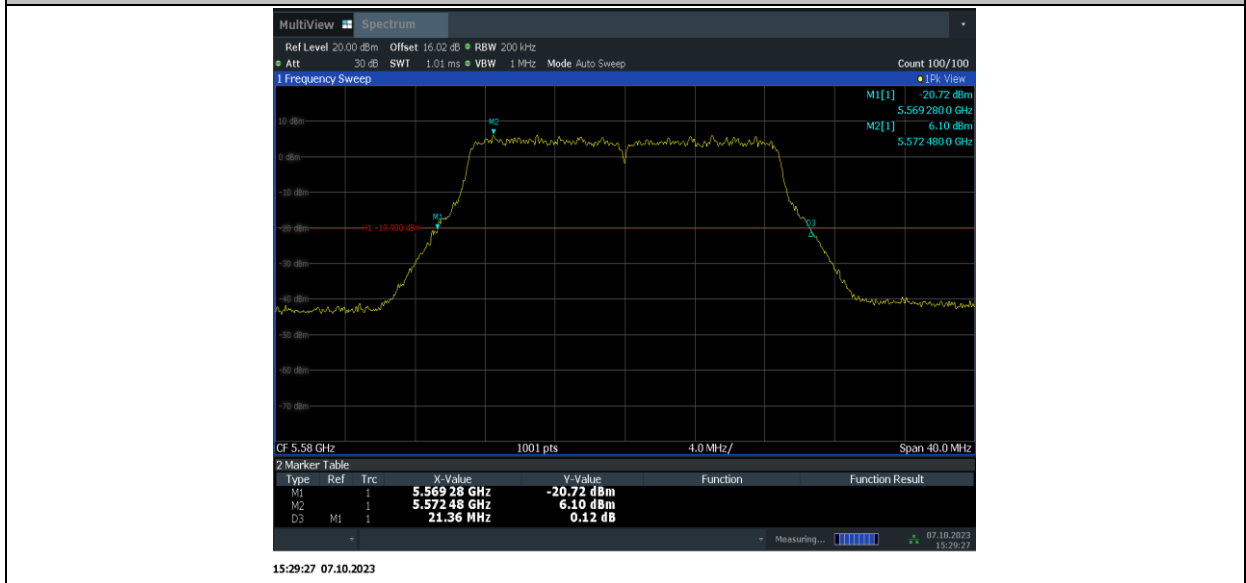 MultiView Spectrum
Ref Level 20.00 dBm Offset 16.02 dB RBW 200 kHz
Att 30 dB SWT 1.01 ms VBW 1 MHz Mode Auto Sweep Count 100/100
1 Frequency Sweep 1Pk View
M1[1] -20.72 dBm
5.569 280 0 GHz
10 dBm M2 M2[1] 6.10 dBm
5.572 480 0 GHz
0 dBm
-10 dBm
M1 D3
-20 dBm H1 -19.900 dBm
-30 dBm
-40 dBm
-50 dBm
-60 dBm
-70 dBm
CF 5.58 GHz 1001 pts 4.0 MHz/ Span 40.0 MHz
2 Marker Table
Type Ref Trc X-Value Y-Value Function Function Result
M1 1 5.569 28 GHz -20.72 dBm
M2 1 5.572 48 GHz 6.10 dBm
D3 M1 1 21.36 MHz 0.12 dB
Measuring... 07.10.2023
15:29:27
15:29:27 07.10.2023